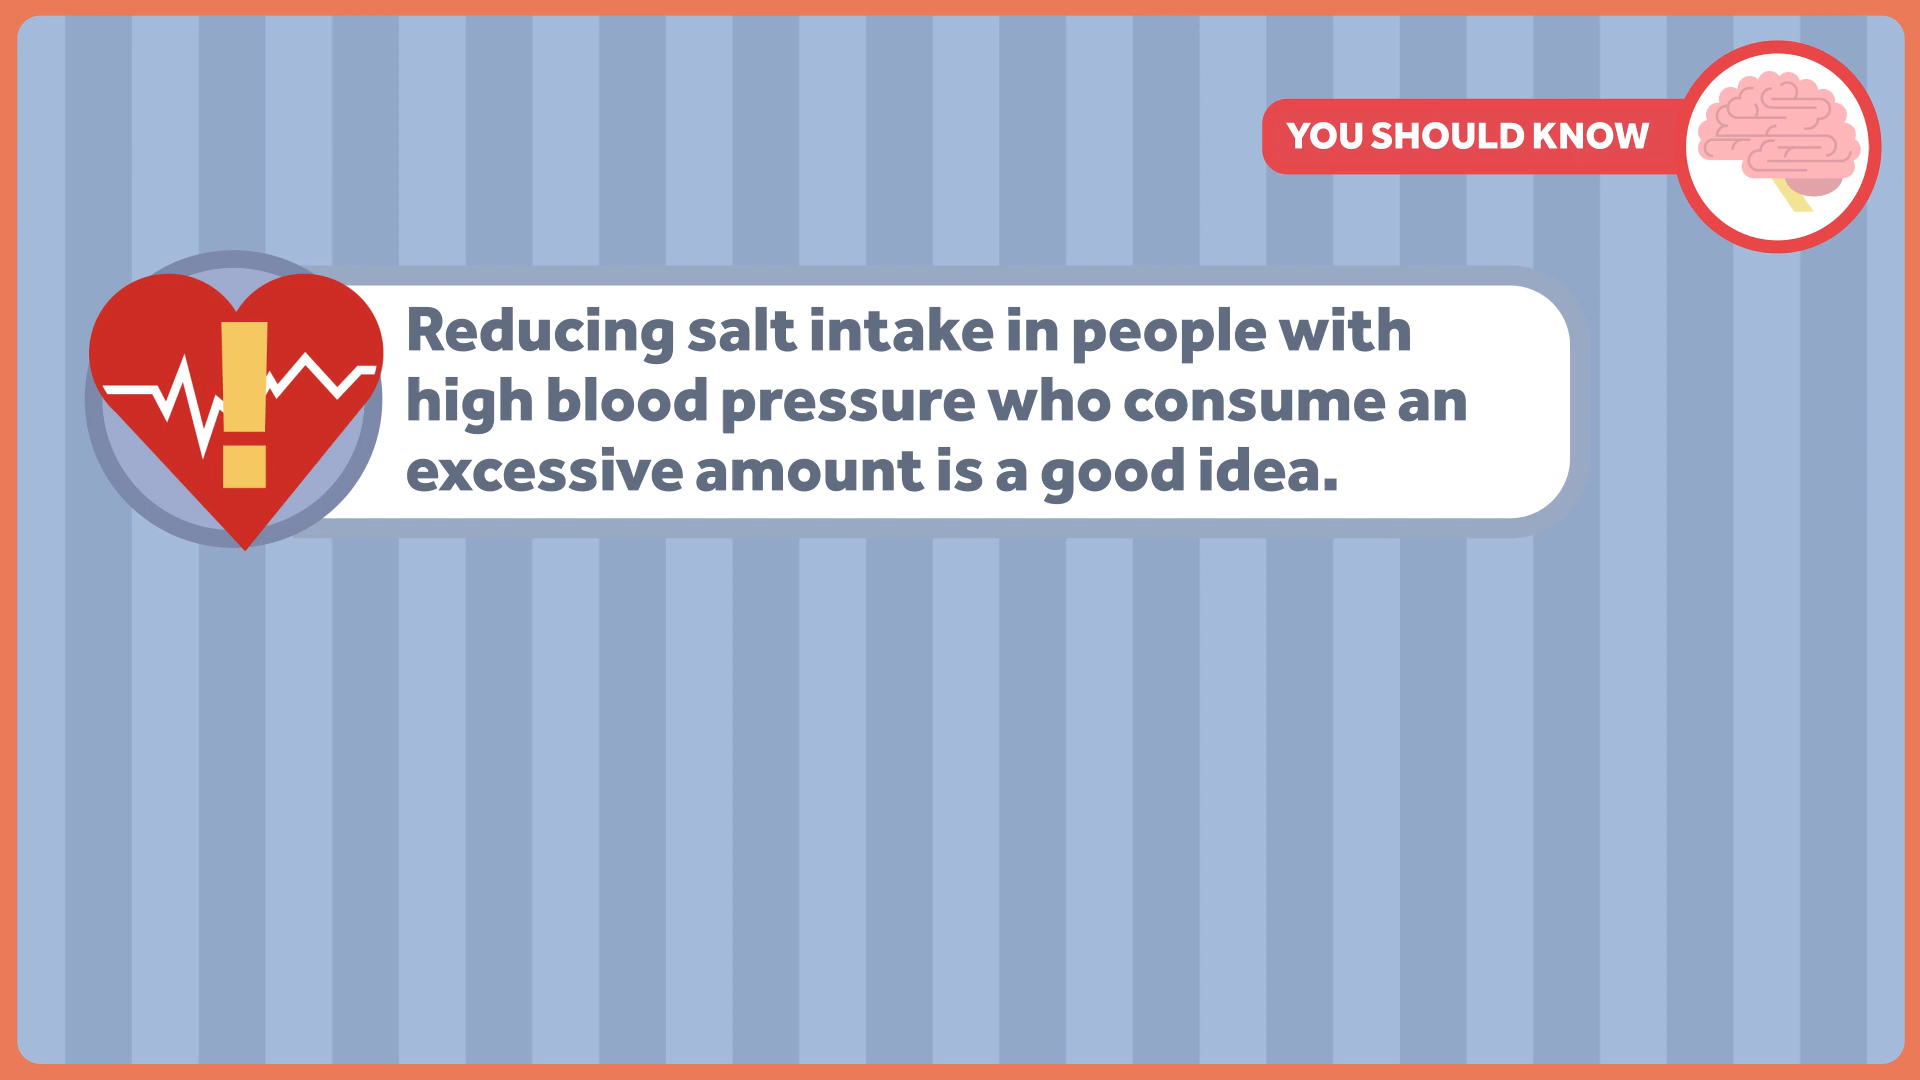 YOU SHOULD KNOW
Reducing salt intake in people with
high blood pressure who consume an
excessive amount is a good idea.